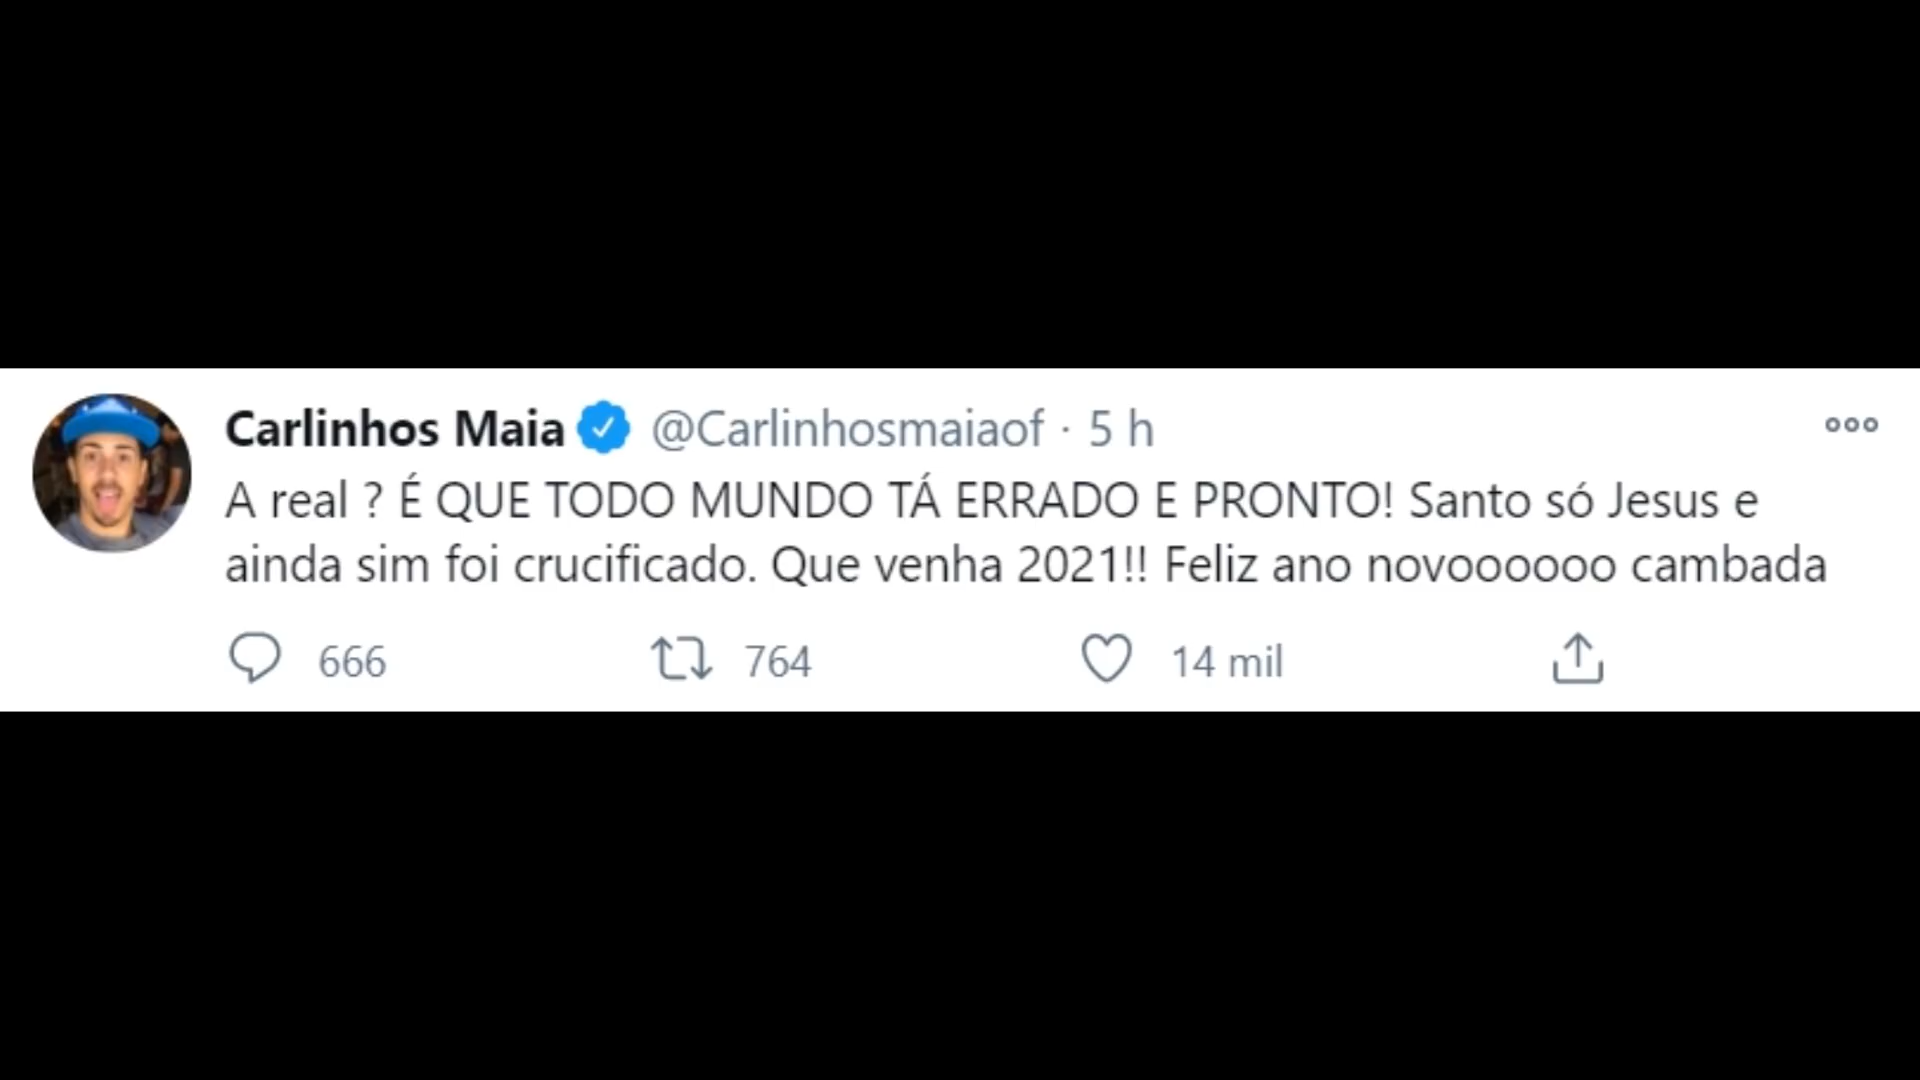 Carlinhos Maia @Carlinhosmaiaof · 5 h
A real ? É QUE TODO MUNDO TÁ ERRADO E PRONTO! Santo só Jesus e
ainda sim foi crucificado. Que venha 2021!! Feliz ano novoooooo cambada
666 764 14 mil